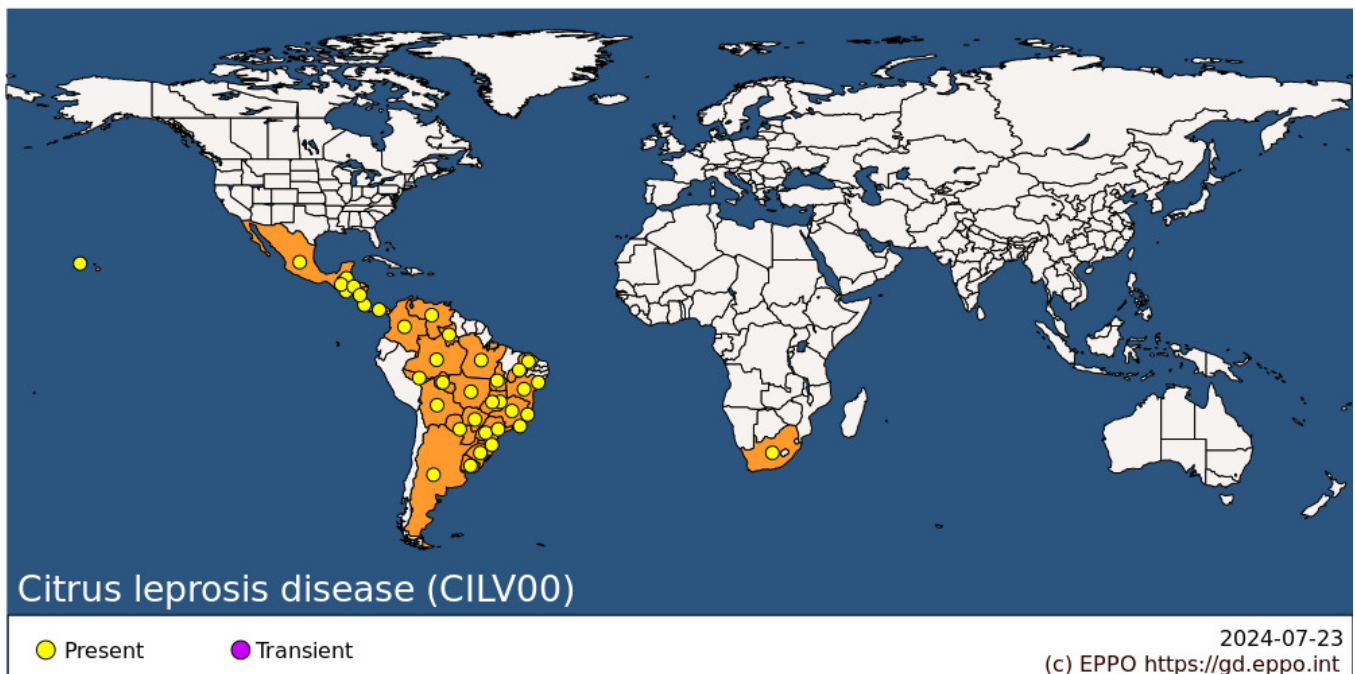 Citrus leprosis disease (CILV00)
Present
Transient
2024-07-23
(c) EPPO https://gd.eppo.int